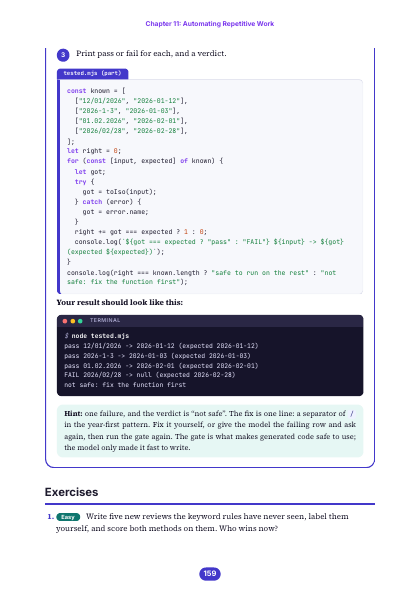 Chapter 11: Automating Repetitive Work
3 Print pass or fail for each, and a verdict.
tested.mjs (part)
const known = [
["12/01/2026", "2026-01-12"],
["2026-1-3", "2026-01-03"],
["01.02.2026", "2026-02-01"],
["2026/02/28", "2026-02-28"],
];
let right = 0;
for (const [input, expected] of known) {
let got;
try {
got = toIso(input);
} catch (error) {
got = error.name;
}
right += got === expected ? 1 : 0;
console.log(`${got === expected ? "pass" : "FAIL"} ${input} -> ${got}
(expected ${expected})`);
}
console.log(right === known.length ? "safe to run on the rest" : "not
safe: fix the function first");
Your result should look like this:
TERMINAL
$ node tested.mjs
pass 12/01/2026 -> 2026-01-12 (expected 2026-01-12)
pass 2026-1-3 -> 2026-01-03 (expected 2026-01-03)
pass 01.02.2026 -> 2026-02-01 (expected 2026-02-01)
FAIL 2026/02/28 -> null (expected 2026-02-28)
not safe: fix the function first
Hint: one failure, and the verdict is “not safe”. The fix is one line: a separator of /
in the year-first pattern. Fix it yourself, or give the model the failing row and ask
again, then run the gate again. The gate is what makes generated code safe to use;
the model only made it fast to write.
Exercises
1. Easy Write five new reviews the keyword rules have never seen, label them
yourself, and score both methods on them. Who wins now?
159